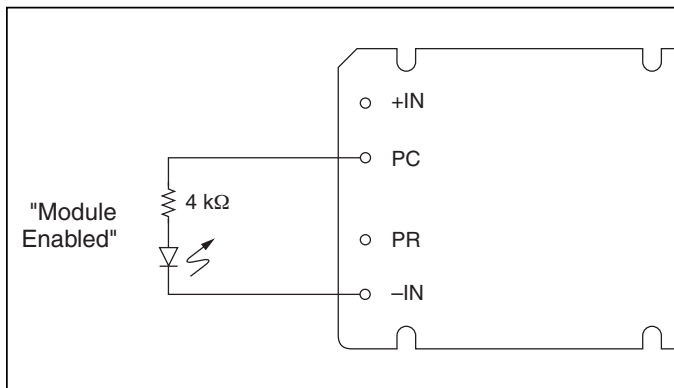 +IN
PC
4 kΩ
"Module
Enabled"
PR
–IN